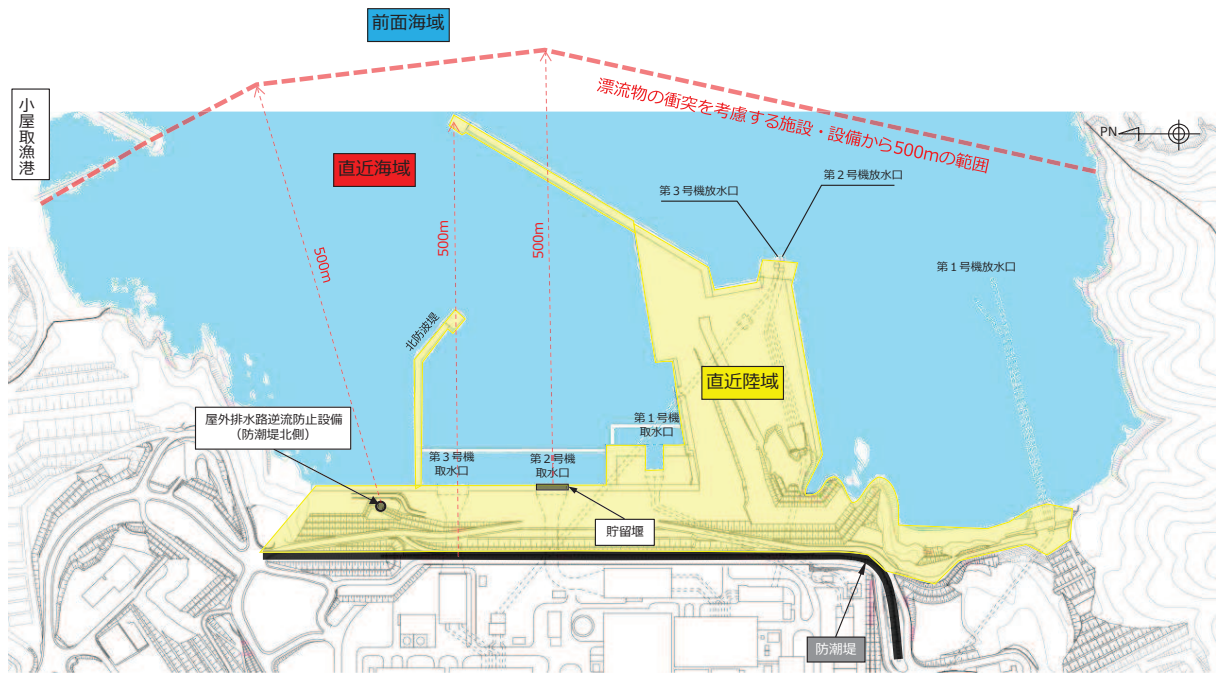 前面海域
小屋取漁港
漂流物の衝突を考慮する施設・設備から500mの範囲
PN
直近海域
第3号機放水口
第2号機放水口
第1号機放水口
500m
500m
500m
北防波堤
直近陸域
屋外排水路逆流防止設備
(防潮堤北側)
第3号機
取水口
第2号機
取水口
第1号機
取水口
貯留堰
防潮堤